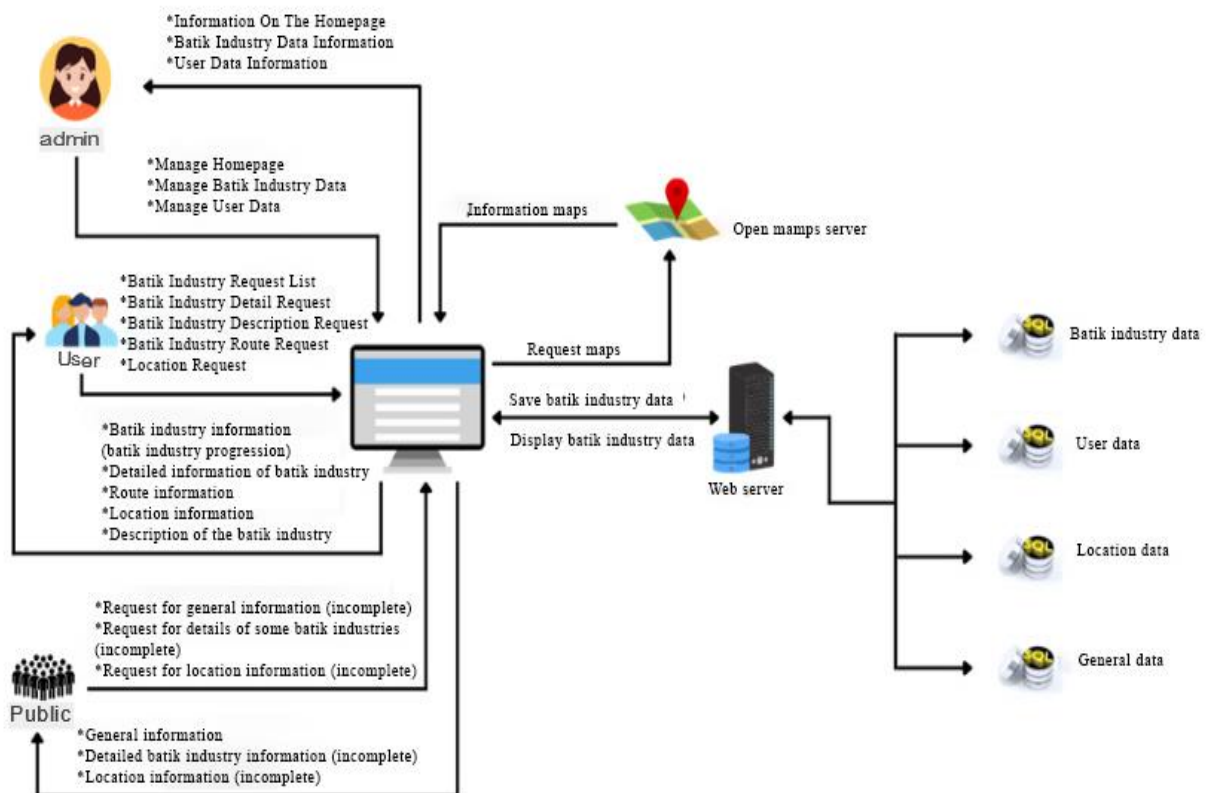 *Information On The Homepage
*Batik Industry Data Information
*User Data Information
admin
*Manage Homepage
*Manage Batik Industry Data
*Manage User Data
Information maps
Open mamps server
*Batik Industry Request List
*Batik Industry Detail Request
*Batik Industry Description Request
*Batik Industry Route Request
*Location Request
User
Request maps
Save batik industry data
Display batik industry data
Web server
*Batik industry information
(batik industry progression)
*Detailed information of batik industry
*Route information
*Location information
*Description of the batik industry
*Request for general information (incomplete)
*Request for details of some batik industries
(incomplete)
*Request for location information (incomplete)
Public
*General information
*Detailed batik industry information (incomplete)
*Location information (incomplete)
SQL
Batik industry data
SQL
User data
SQL
Location data
SQL
General data